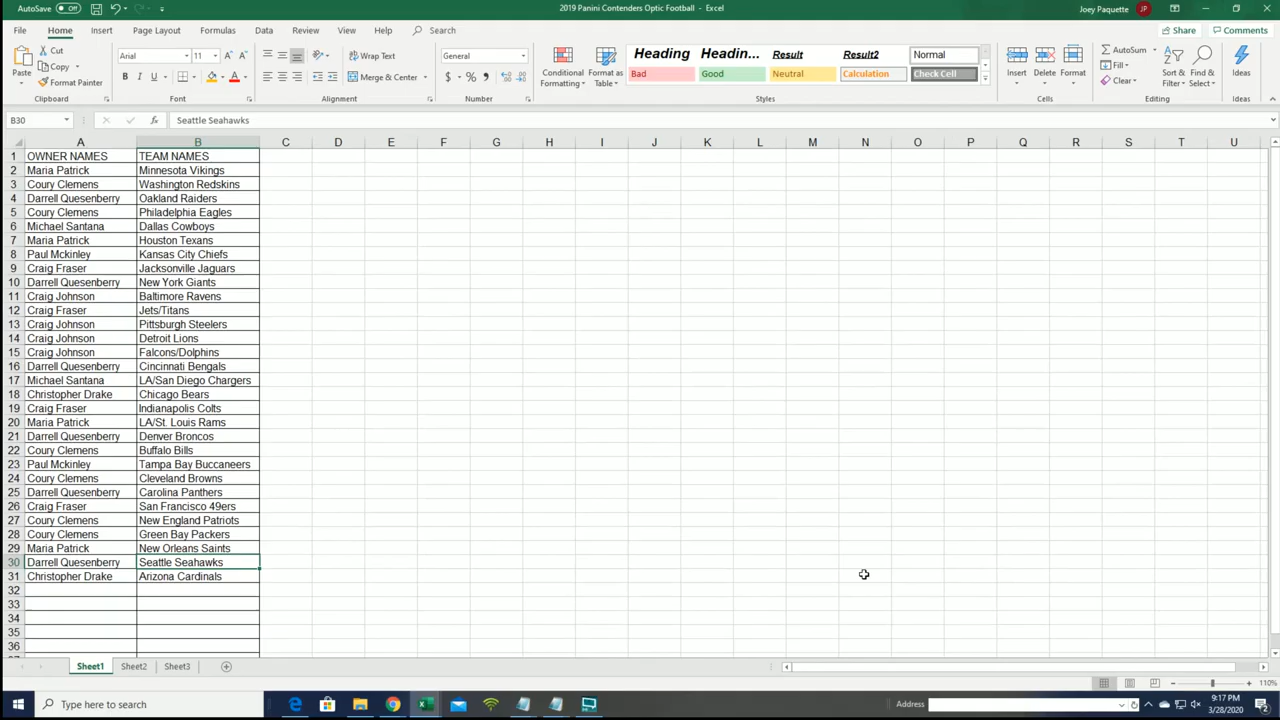 AutoSave Off 2019 Panini Contenders Optic Football - Excel Joey Paquette JP
File Home Insert Page Layout Formulas Data Review View Help Search Share Comments
Cut Arial 11 Wrap Text General Heading Headin... Result Result2 Normal AutoSum
Copy Fill
Paste Format Painter B I U Merge & Center $ % Conditional Formatting Format as Table Bad Good Neutral Calculation Check Cell Insert Delete Format Clear Sort & Filter Find & Select Ideas
Clipboard Font Alignment Number Styles Cells Editing Ideas
B30 fx Seattle Seahawks
A B C D E F G H I J K L M N O P Q R S T U
1 OWNER NAMES TEAM NAMES
2 Maria Patrick Minnesota Vikings
3 Coury Clemens Washington Redskins
4 Darrell Quesenberry Oakland Raiders
5 Coury Clemens Philadelphia Eagles
6 Michael Santana Dallas Cowboys
7 Maria Patrick Houston Texans
8 Paul Mckinley Kansas City Chiefs
9 Craig Fraser Jacksonville Jaguars
10 Darrell Quesenberry New York Giants
11 Craig Johnson Baltimore Ravens
12 Craig Fraser Jets/Titans
13 Craig Johnson Pittsburgh Steelers
14 Craig Johnson Detroit Lions
15 Craig Johnson Falcons/Dolphins
16 Darrell Quesenberry Cincinnati Bengals
17 Michael Santana LA/San Diego Chargers
18 Christopher Drake Chicago Bears
19 Craig Fraser Indianapolis Colts
20 Maria Patrick LA/St. Louis Rams
21 Darrell Quesenberry Denver Broncos
22 Coury Clemens Buffalo Bills
23 Paul Mckinley Tampa Bay Buccaneers
24 Coury Clemens Cleveland Browns
25 Darrell Quesenberry Carolina Panthers
26 Craig Fraser San Francisco 49ers
27 Coury Clemens New England Patriots
28 Coury Clemens Green Bay Packers
29 Maria Patrick New Orleans Saints
30 Darrell Quesenberry Seattle Seahawks
31 Christopher Drake Arizona Cardinals
32
33
34
35
36
Sheet1 Sheet2 Sheet3
110%
Type here to search Address 9:17 PM
3/28/2020